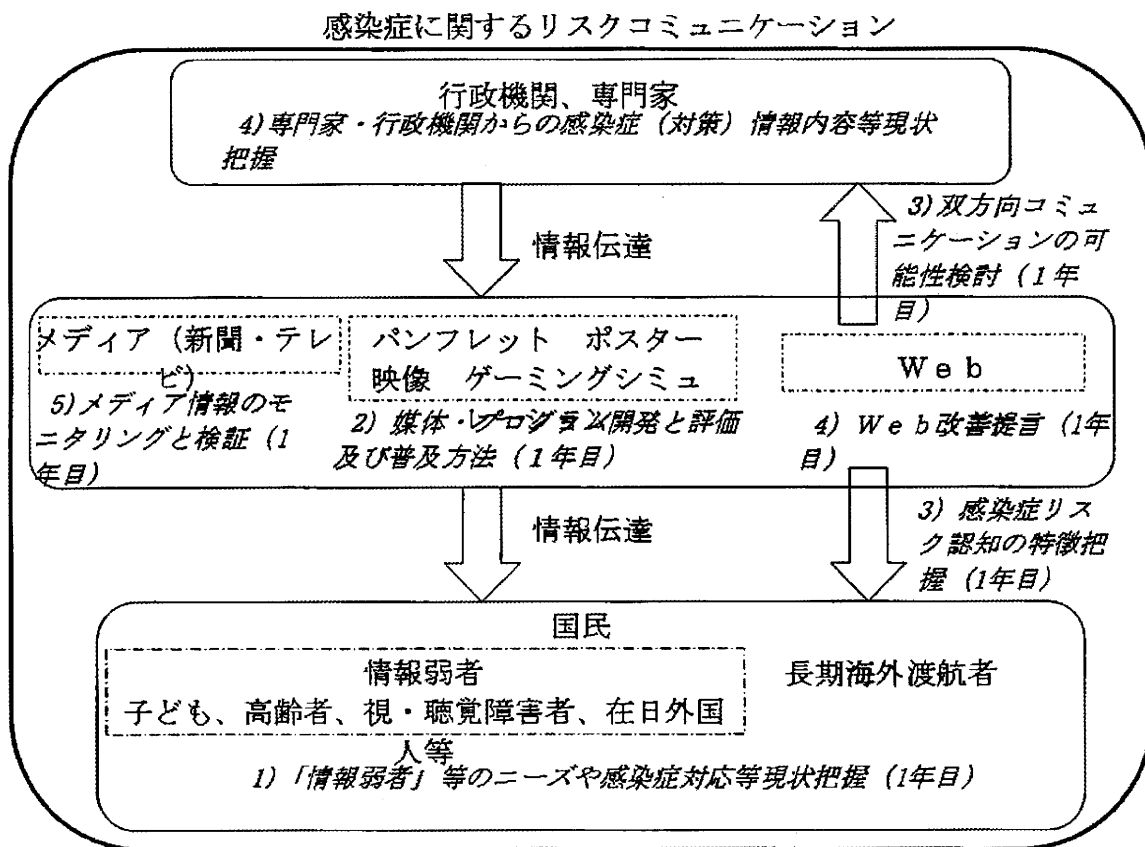 感染症に関するリスクコミュニケーション
行政機関、専門家
4)専門家・行政機関からの感染症（対策）情報内容等現状
把握
情報伝達
3)双方向コミュ
ニケーションの可
能性検討（１年
目）
メディア（新聞・テレ
ビ）
5)メディア情報のモ
ニタリングと検証（1
年目）
パンフレット　ポスター
映像　ゲーミングシミュ
レーション
2) 媒体・プログラム開発と評価
及び普及方法（１年目）
Ｗｅｂ
4) Ｗｅｂ改善提言（1年
目）
情報伝達
3) 感染症リス
ク認知の特徴把
握（1年目）
国民
情報弱者
子ども、高齢者、視・聴覚障害者、在日外国
人等
長期海外渡航者
1)「情報弱者」等のニーズや感染症対応等現状把握（1年目）